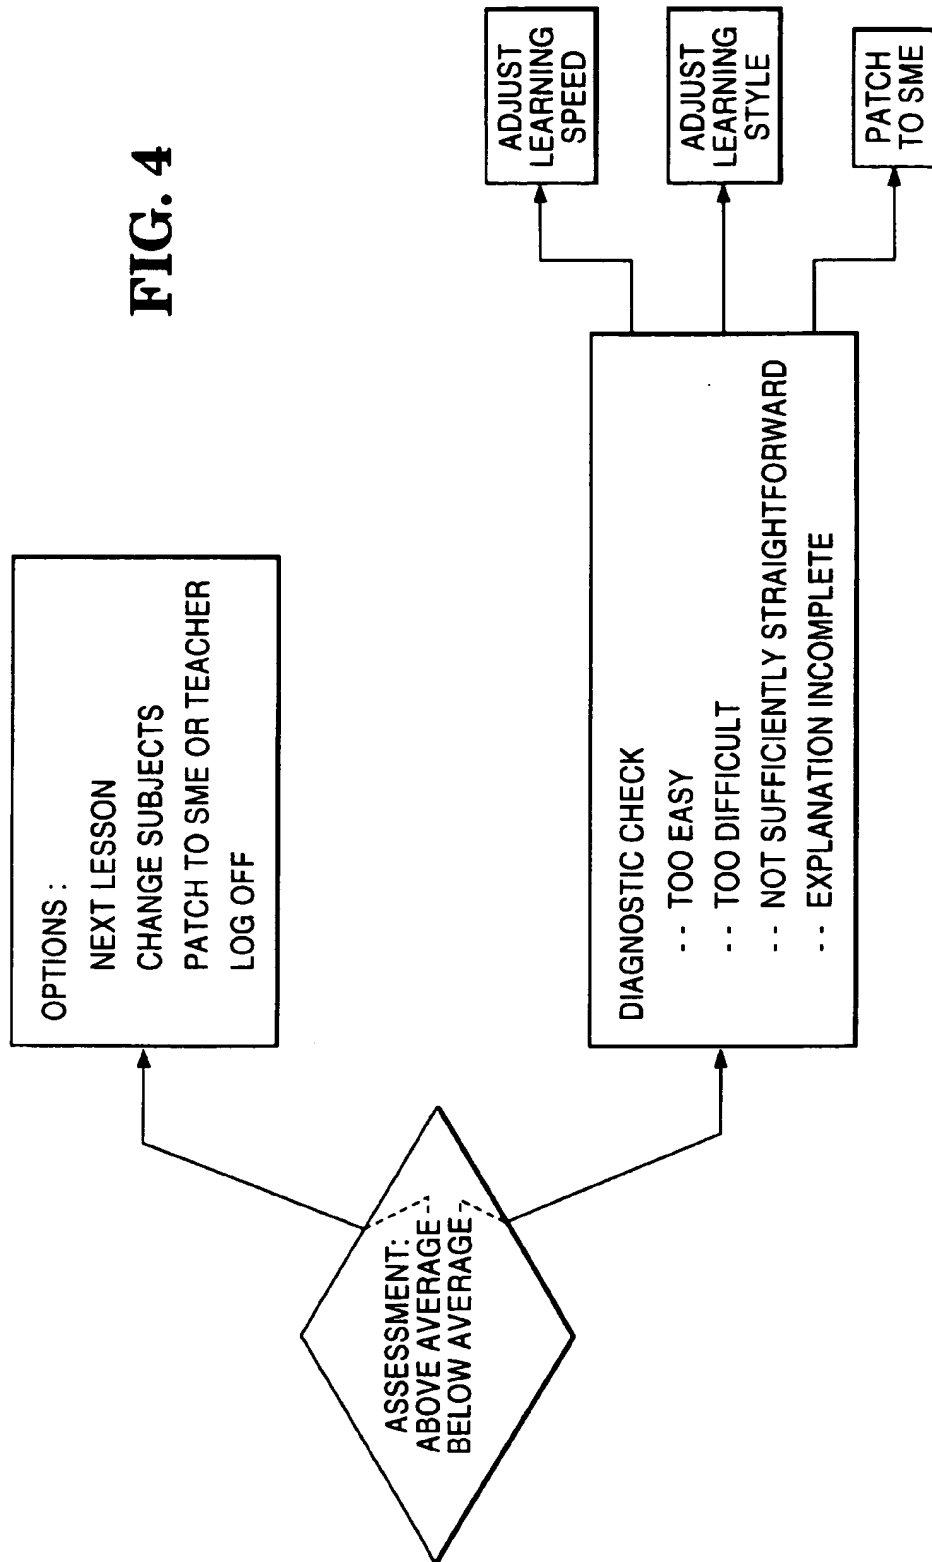 FIG. 4
ASSESSMENT:
ABOVE AVERAGE
BELOW AVERAGE
OPTIONS :
NEXT LESSON
CHANGE SUBJECTS
PATCH TO SME OR TEACHER
LOG OFF
DIAGNOSTIC CHECK
- - TOO EASY
- - TOO DIFFICULT
- - NOT SUFFICIENTLY STRAIGHTFORWARD
- - EXPLANATION INCOMPLETE
ADJUST
LEARNING
SPEED
ADJUST
LEARNING
STYLE
PATCH
TO SME